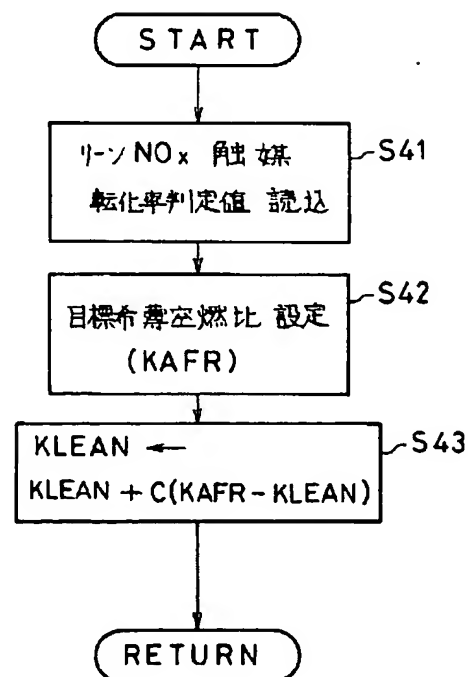 START
リーンNOx 触媒
転化率判定値 読込
S41
目標希薄空燃比 設定
(KAFR)
S42
KLEAN ←
KLEAN + C(KAFR-KLEAN)
S43
RETURN